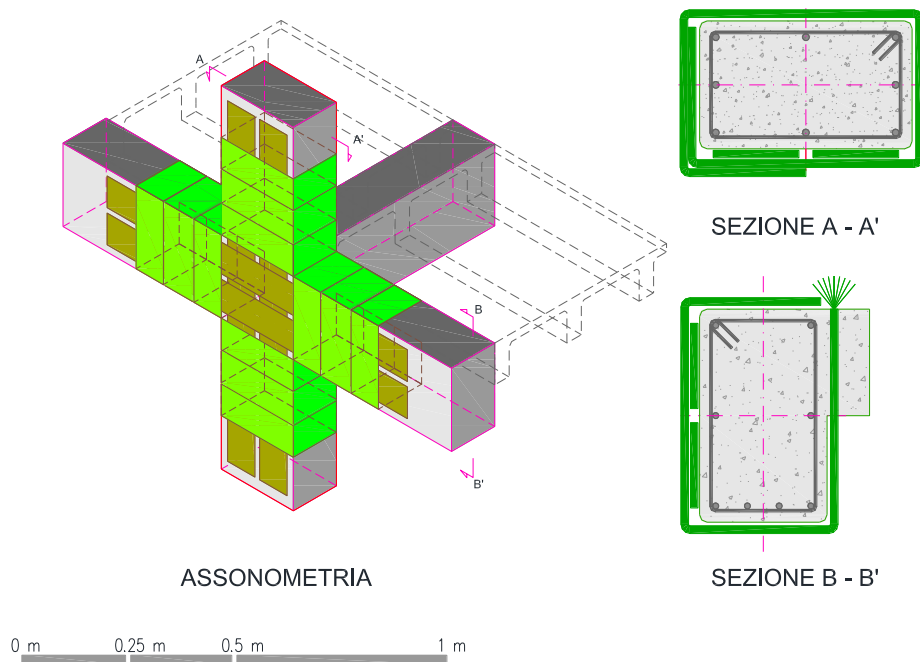 A
A'
SEZIONE A - A'
B
B'
ASSONOMETRIA
SEZIONE B - B'
0 m 0.25 m 0.5 m 1 m